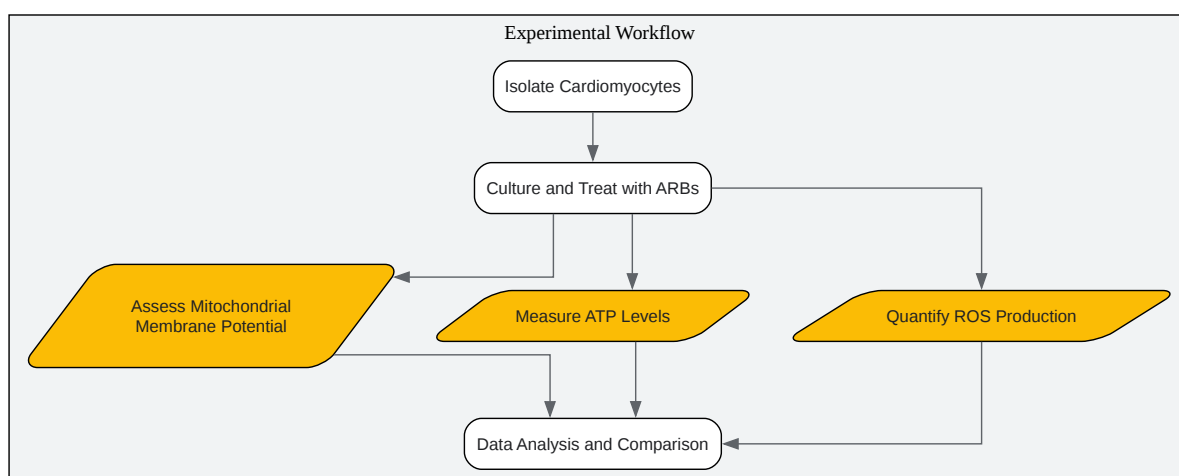 Experimental Workflow
Isolate Cardiomyocytes
Culture and Treat with ARBs
Assess Mitochondrial
Membrane Potential
Measure ATP Levels
Quantify ROS Production
Data Analysis and Comparison